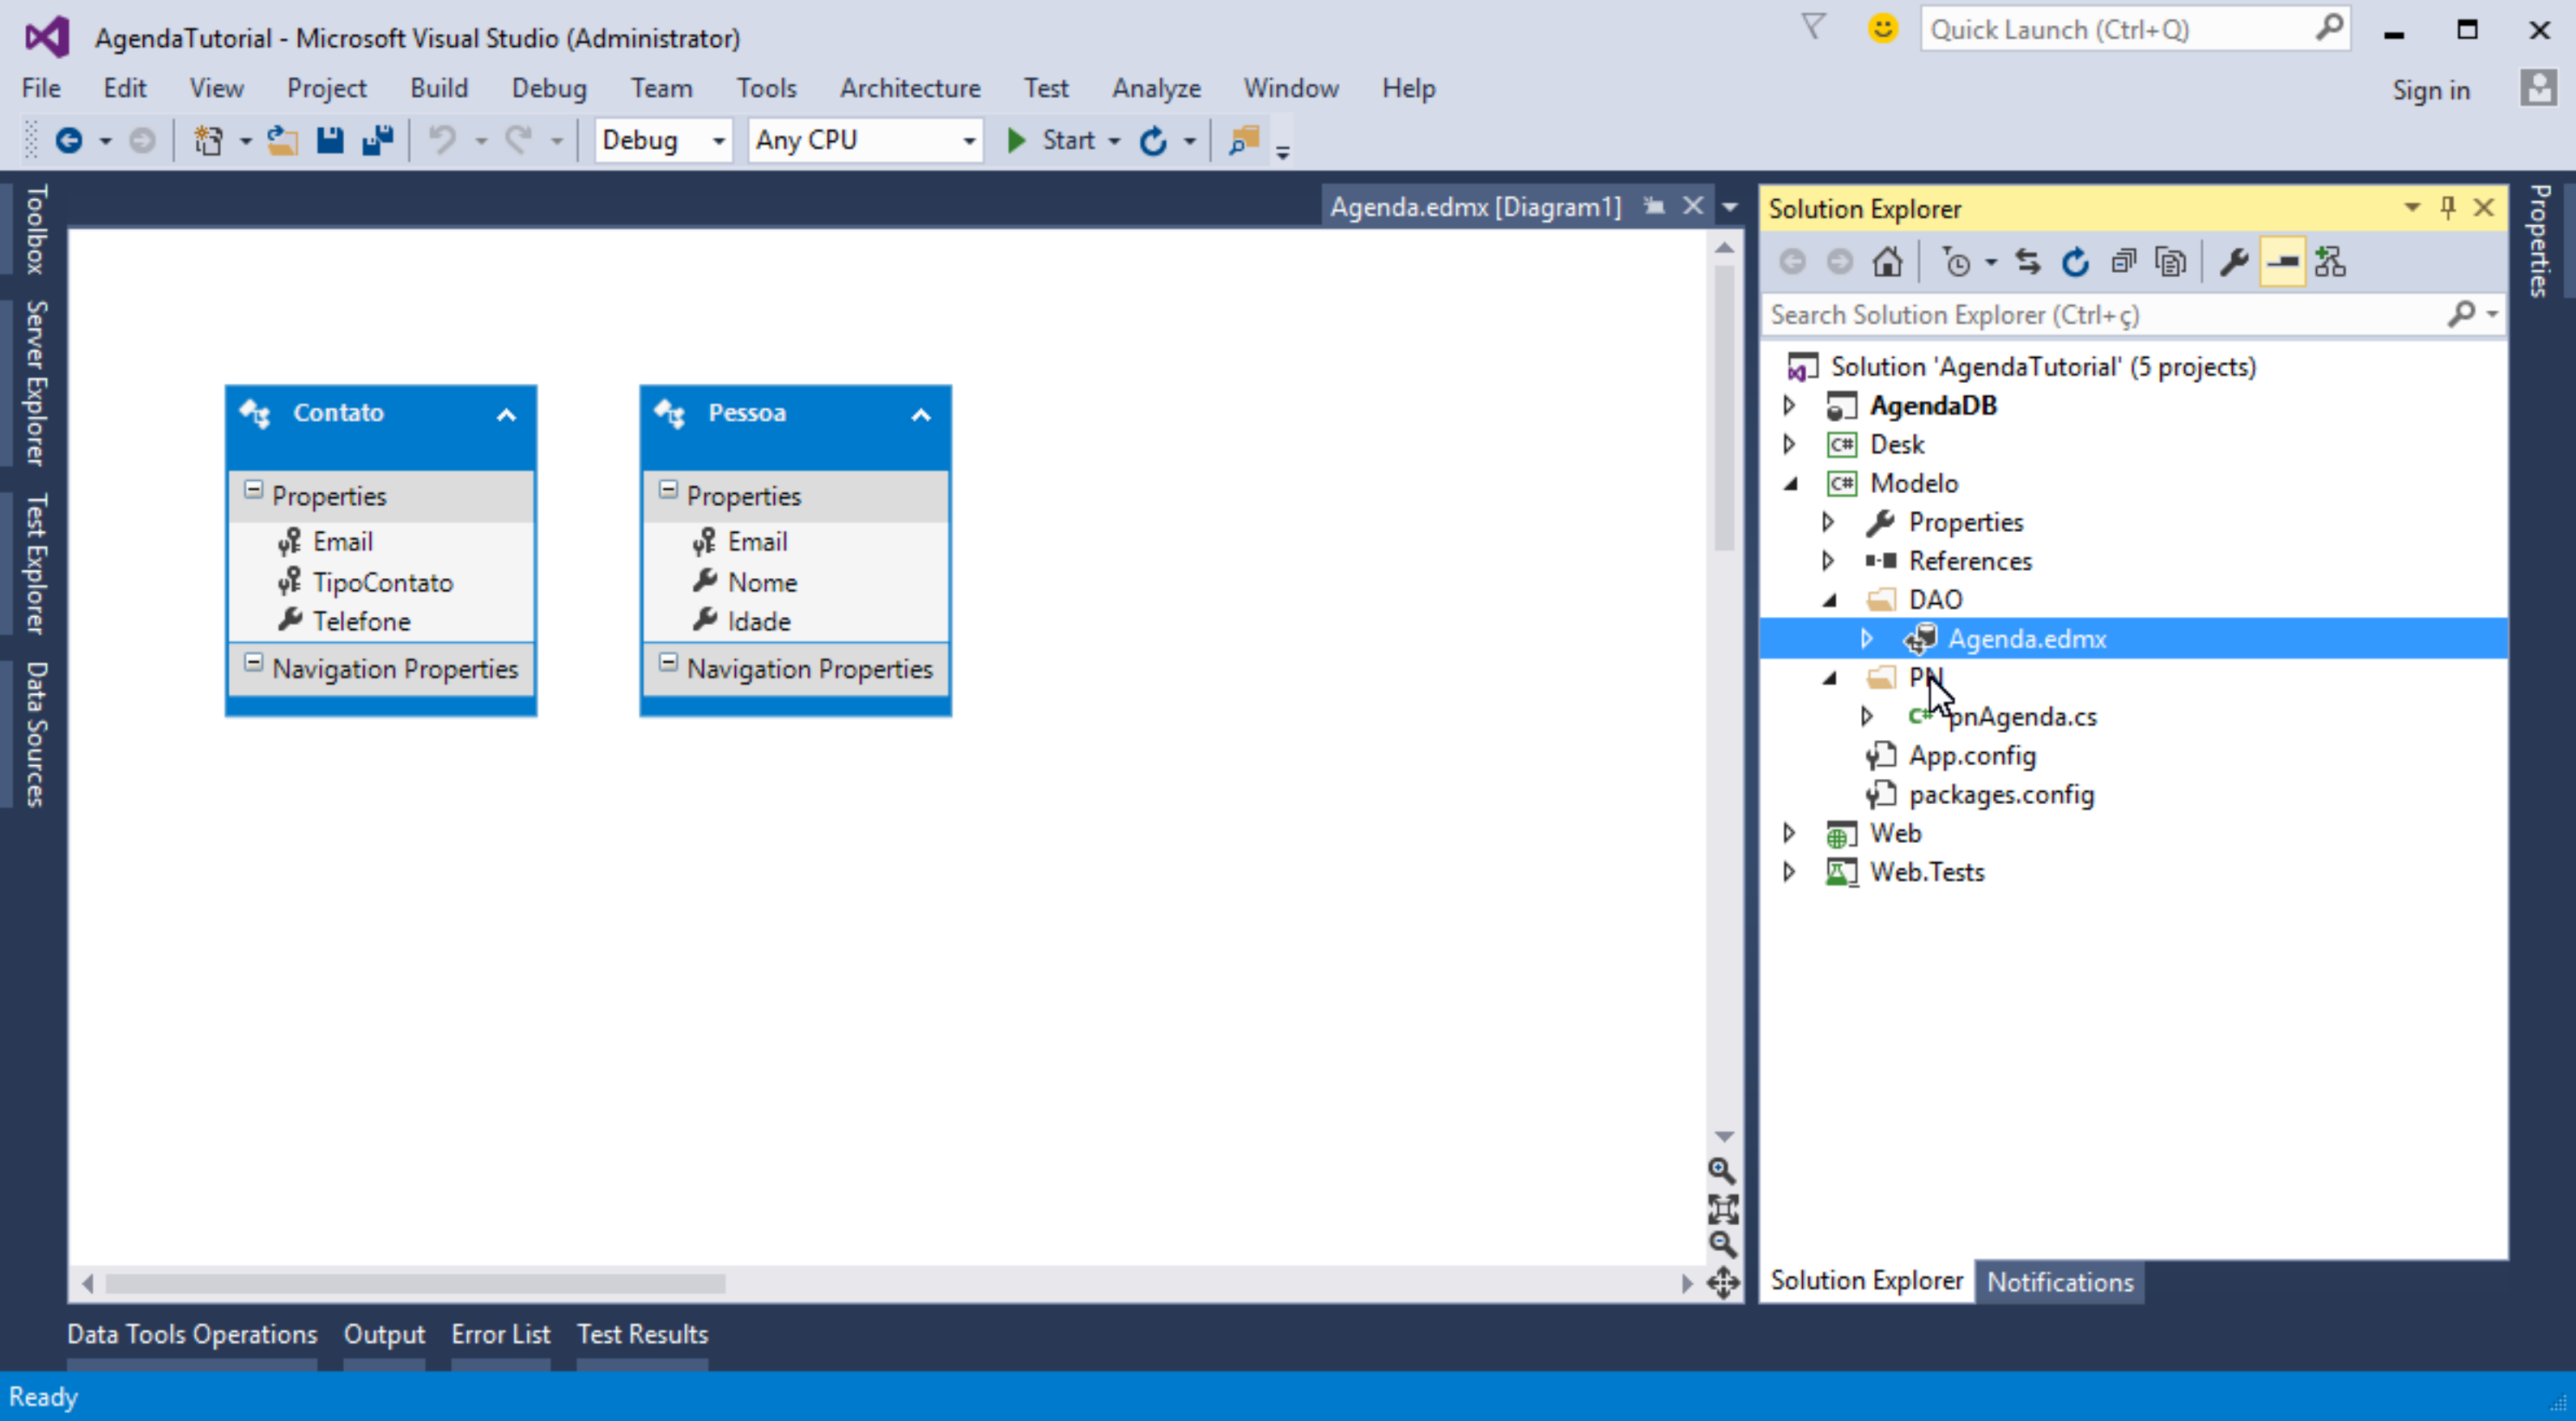 AgendaTutorial - Microsoft Visual Studio (Administrator)
Quick Launch (Ctrl+Q)
File Edit View Project Build Debug Team Tools Architecture Test Analyze Window Help
Sign in
Debug Any CPU Start
Toolbox
Server Explorer
Test Explorer
Data Sources
Agenda.edmx [Diagram1]
Contato
Properties
Email
TipoContato
Telefone
Navigation Properties
Pessoa
Properties
Email
Nome
Idade
Navigation Properties
Solution Explorer
Search Solution Explorer (Ctrl+ç)
Solution 'AgendaTutorial' (5 projects)
AgendaDB
C# Desk
C# Modelo
Properties
References
DAO
Agenda.edmx
PN
C# pnAgenda.cs
App.config
packages.config
Web
Web.Tests
Solution Explorer Notifications
Properties
Data Tools Operations Output Error List Test Results
Ready